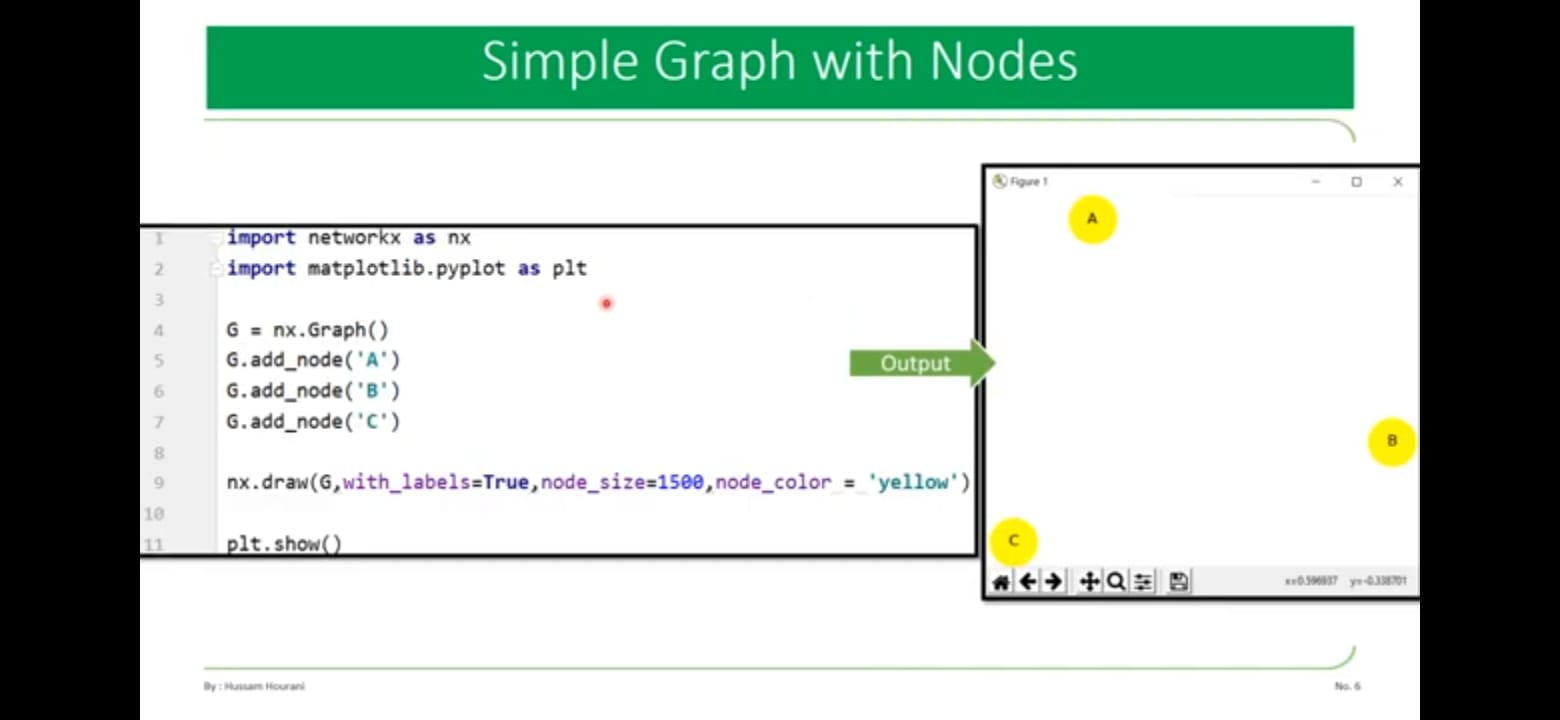 Simple Graph with Nodes
1 import networkx as nx
2 import matplotlib.pyplot as plt
3
4 G = nx.Graph()
5 G.add_node('A')
6 G.add_node('B')
7 G.add_node('C')
8
9 nx.draw(G,with_labels=True,node_size=1500,node_color = 'yellow')
10
11 plt.show()
Output
Figure 1
A
B
C
x=0.596937 y=-0.338701
By : Hussam Hourani
No. 6